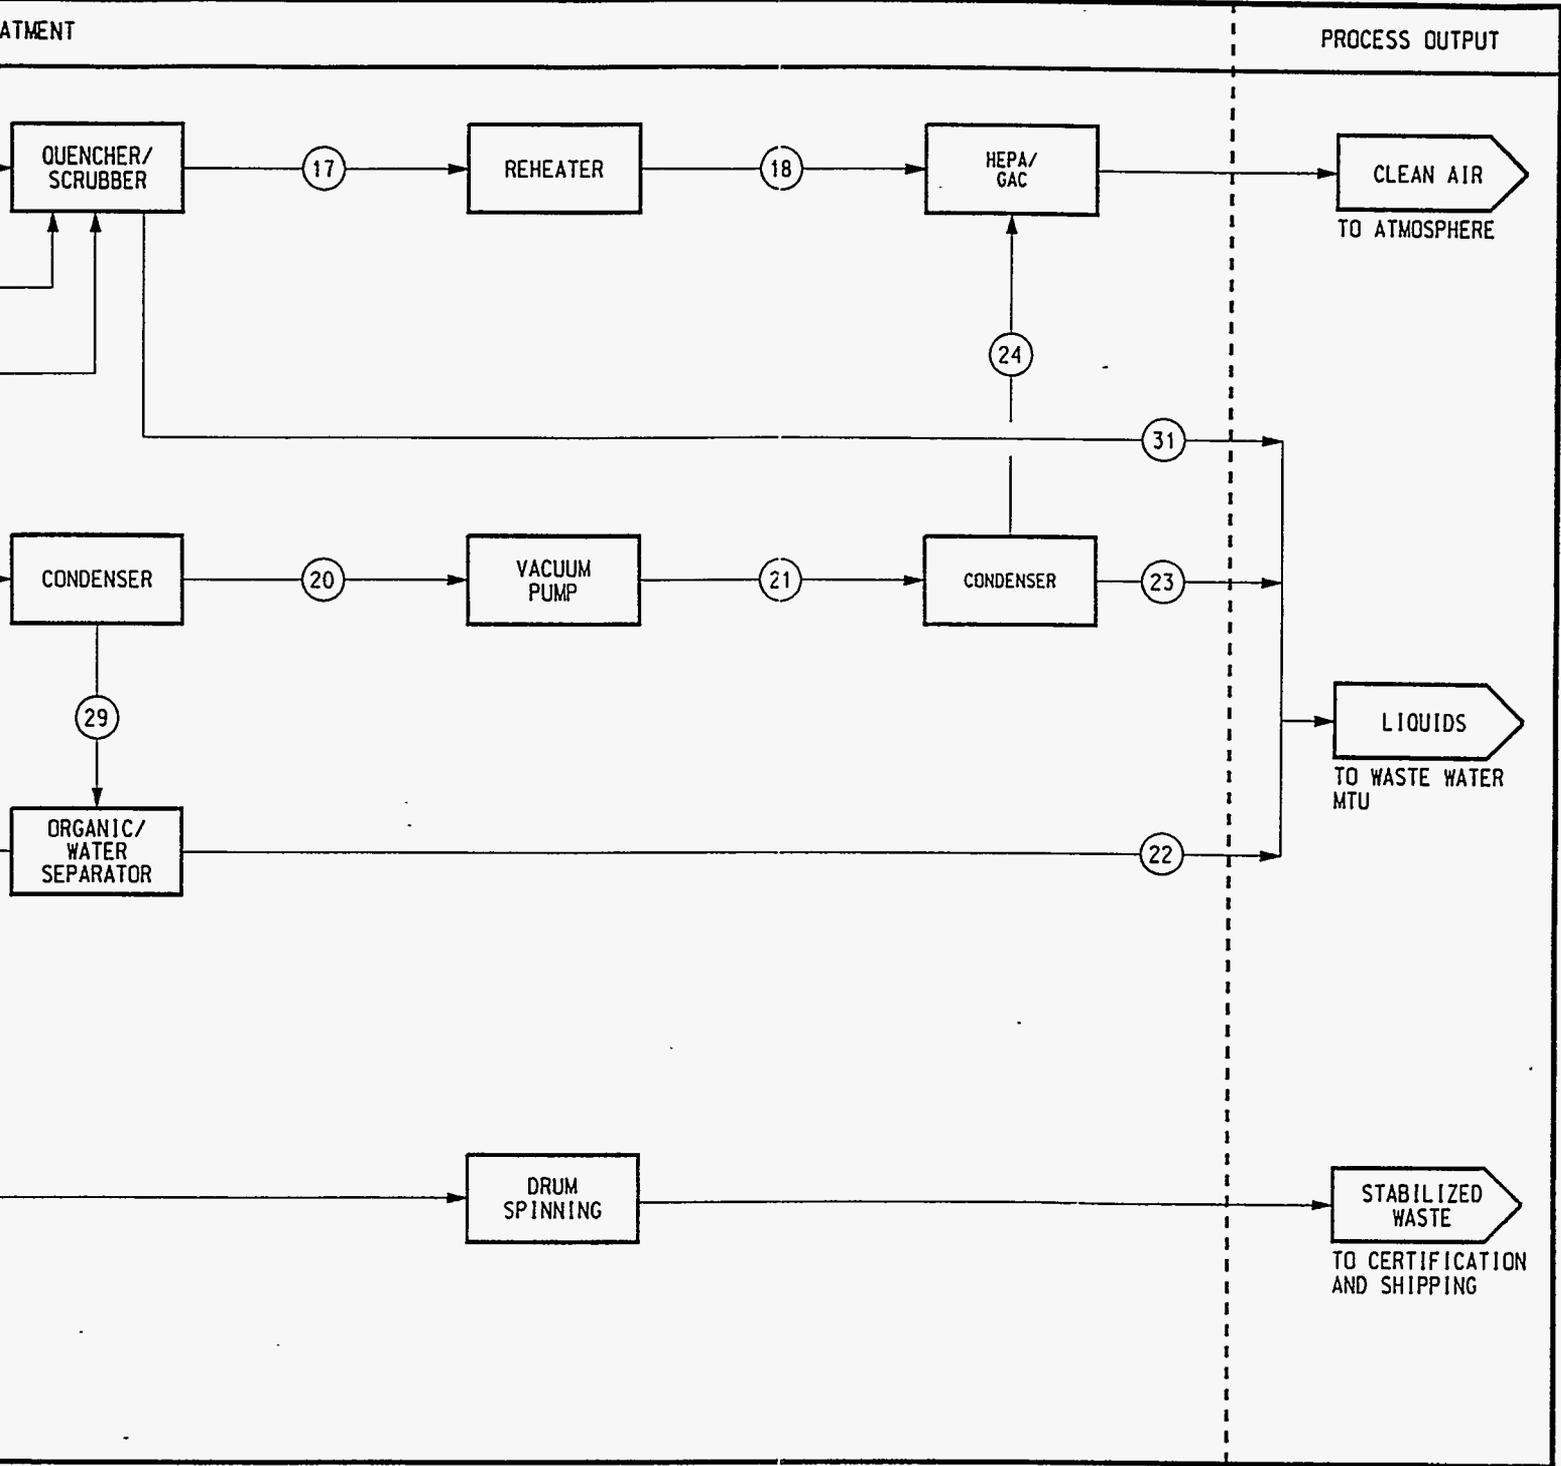 ATMENT
PROCESS OUTPUT
QUENCHER/
SCRUBBER
17
REHEATER
18
HEPA/
GAC
CLEAN AIR
TO ATMOSPHERE
24
31
CONDENSER
20
VACUUM
PUMP
21
CONDENSER
23
29
LIQUIDS
TO WASTE WATER
MTU
ORGANIC/
WATER
SEPARATOR
22
DRUM
SPINNING
STABILIZED
WASTE
TO CERTIFICATION
AND SHIPPING